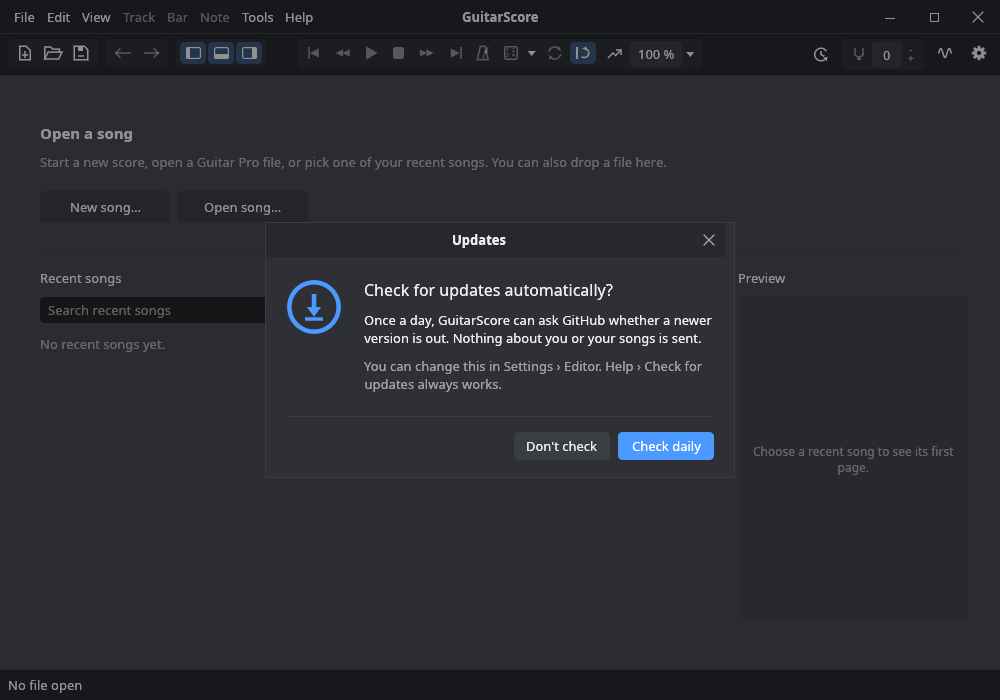 File Edit View Track Bar Note Tools Help GuitarScore
100 % 0 - +
Open a song
Start a new score, open a Guitar Pro file, or pick one of your recent songs. You can also drop a file here.
New song... Open song...
Updates
Recent songs
Preview
Search recent songs
No recent songs yet.
Check for updates automatically?
Once a day, GuitarScore can ask GitHub whether a newer
version is out. Nothing about you or your songs is sent.
You can change this in Settings › Editor. Help › Check for
updates always works.
Don't check Check daily
Choose a recent song to see its first
page.
No file open